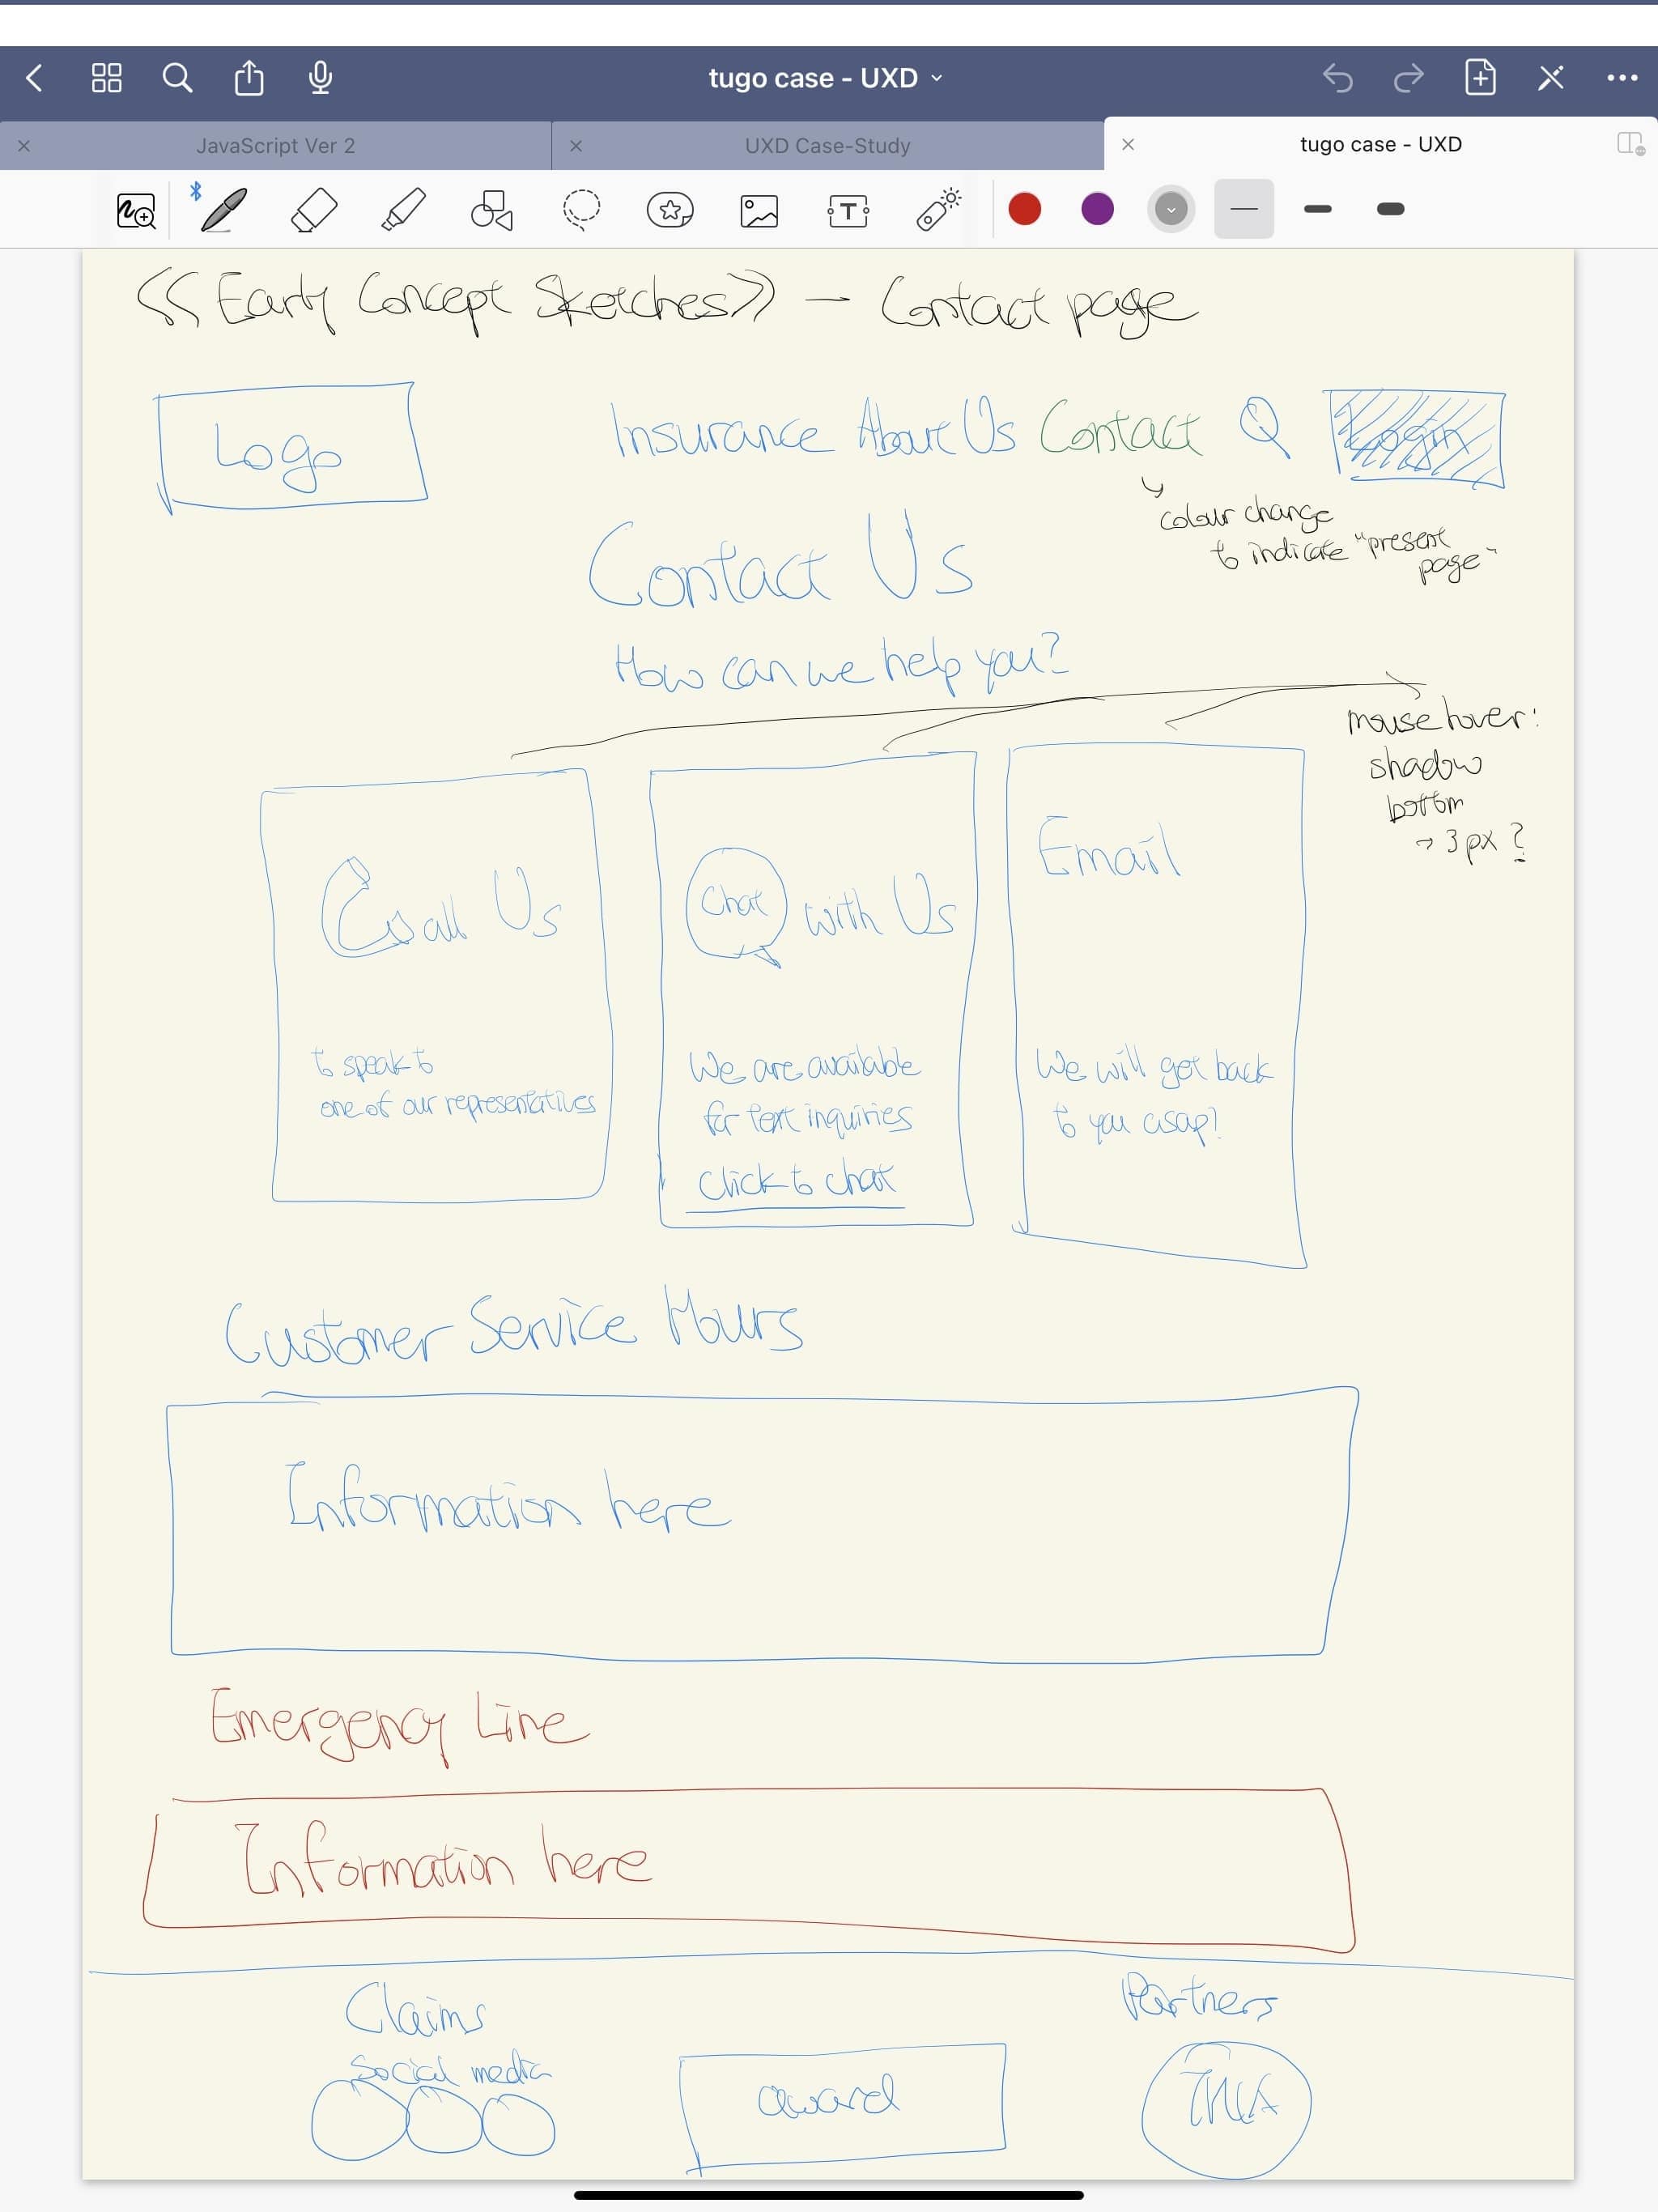 tugo case - UXD
JavaScript Ver 2
UXD Case-Study
tugo case - UXD
T
<<Early Concept Sketches>> - Contact page
Logo
Insurance About Us Contact
Login
colour change
to indicate "present
page"
Contact Us
How can we help you?
mouse hover:
shadow
bottom
→ 3px?
Call Us
to speak to
one of our representatives
Chat with Us
We are available
for text inquiries
Click to chat
Email
We will get back
to you asap!
Customer Service Hours
Information here
Emergency Line
Information here
Claims
Social media
award
Partners